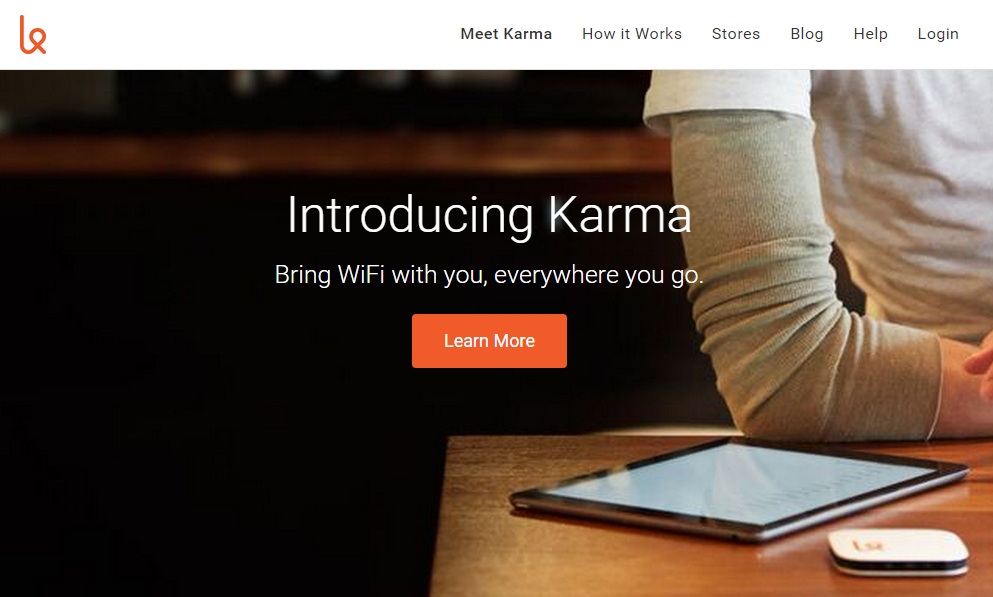 Meet Karma How it Works Stores Blog Help Login
Introducing Karma
Bring WiFi with you, everywhere you go.
Learn More